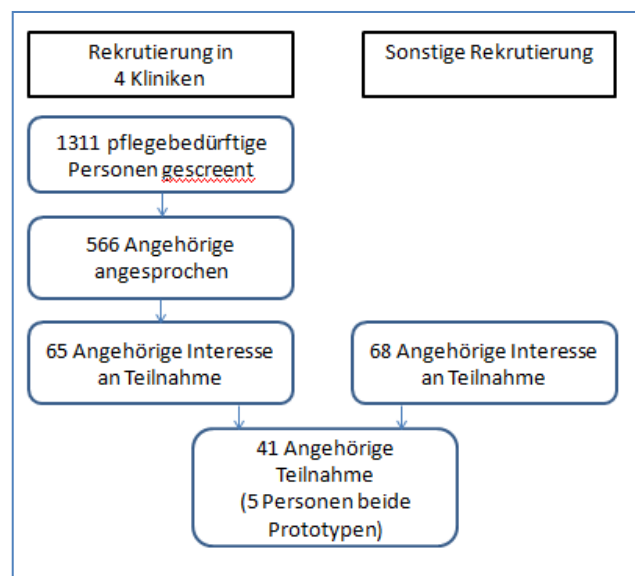 Rekrutierung in
4 Kliniken
Sonstige Rekrutierung
1311 pflegebedürftige
Personen gescreent
566 Angehörige
angesprochen
65 Angehörige Interesse
an Teilnahme
68 Angehörige Interesse
an Teilnahme
41 Angehörige
Teilnahme
(5 Personen beide
Prototypen)